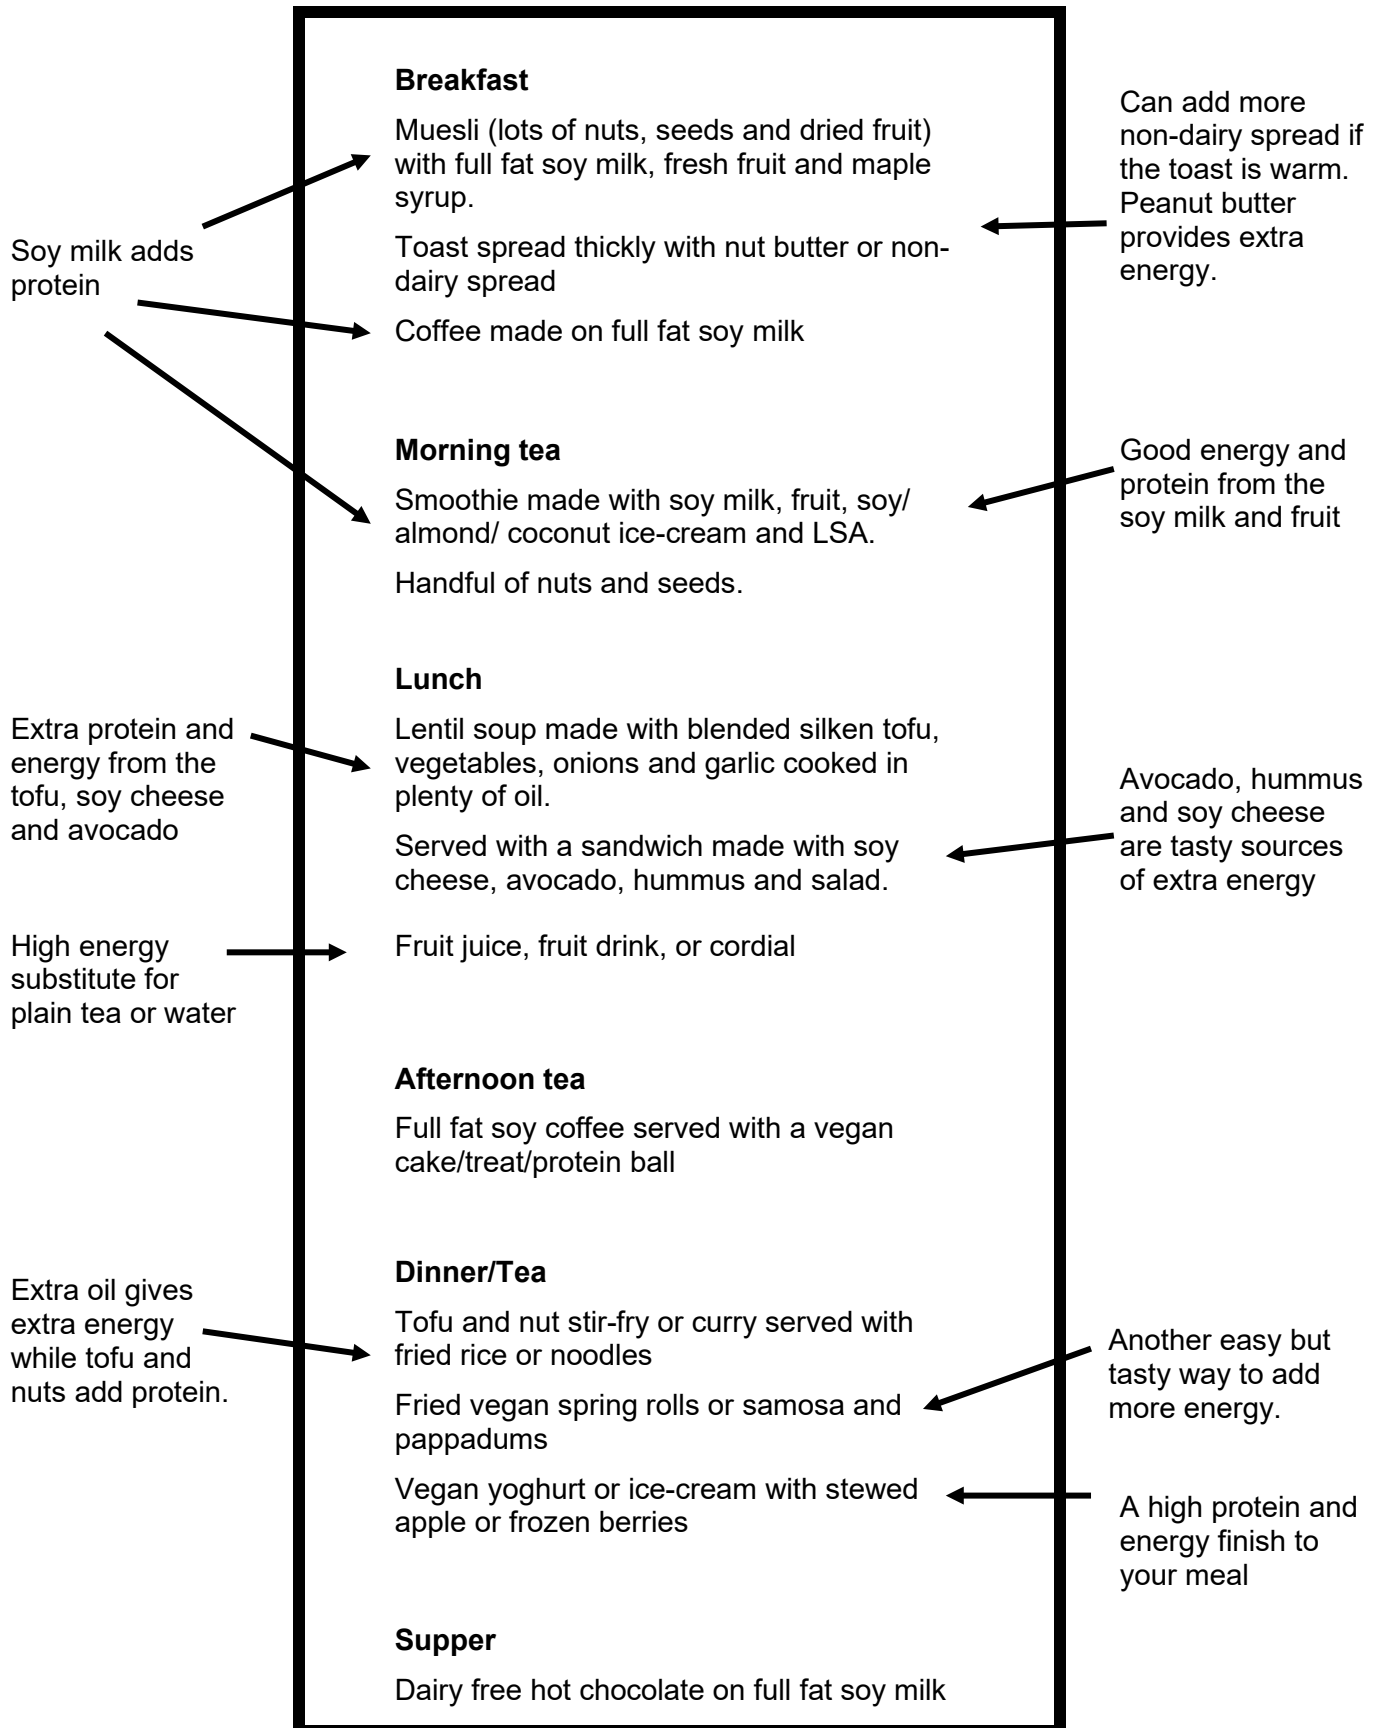 Breakfast
Muesli (lots of nuts, seeds and dried fruit)
with full fat soy milk, fresh fruit and maple
syrup.
Toast spread thickly with nut butter or non-
dairy spread
Coffee made on full fat soy milk
Soy milk adds
protein
Can add more
non-dairy spread if
the toast is warm.
Peanut butter
provides extra
energy.
Morning tea
Smoothie made with soy milk, fruit, soy/
almond/ coconut ice-cream and LSA.
Handful of nuts and seeds.
Good energy and
protein from the
soy milk and fruit
Lunch
Lentil soup made with blended silken tofu,
vegetables, onions and garlic cooked in
plenty of oil.
Served with a sandwich made with soy
cheese, avocado, hummus and salad.
Fruit juice, fruit drink, or cordial
Extra protein and
energy from the
tofu, soy cheese
and avocado
Avocado, hummus
and soy cheese
are tasty sources
of extra energy
High energy
substitute for
plain tea or water
Afternoon tea
Full fat soy coffee served with a vegan
cake/treat/protein ball
Dinner/Tea
Tofu and nut stir-fry or curry served with
fried rice or noodles
Fried vegan spring rolls or samosa and
pappadums
Vegan yoghurt or ice-cream with stewed
apple or frozen berries
Extra oil gives
extra energy
while tofu and
nuts add protein.
Another easy but
tasty way to add
more energy.
A high protein and
energy finish to
your meal
Supper
Dairy free hot chocolate on full fat soy milk